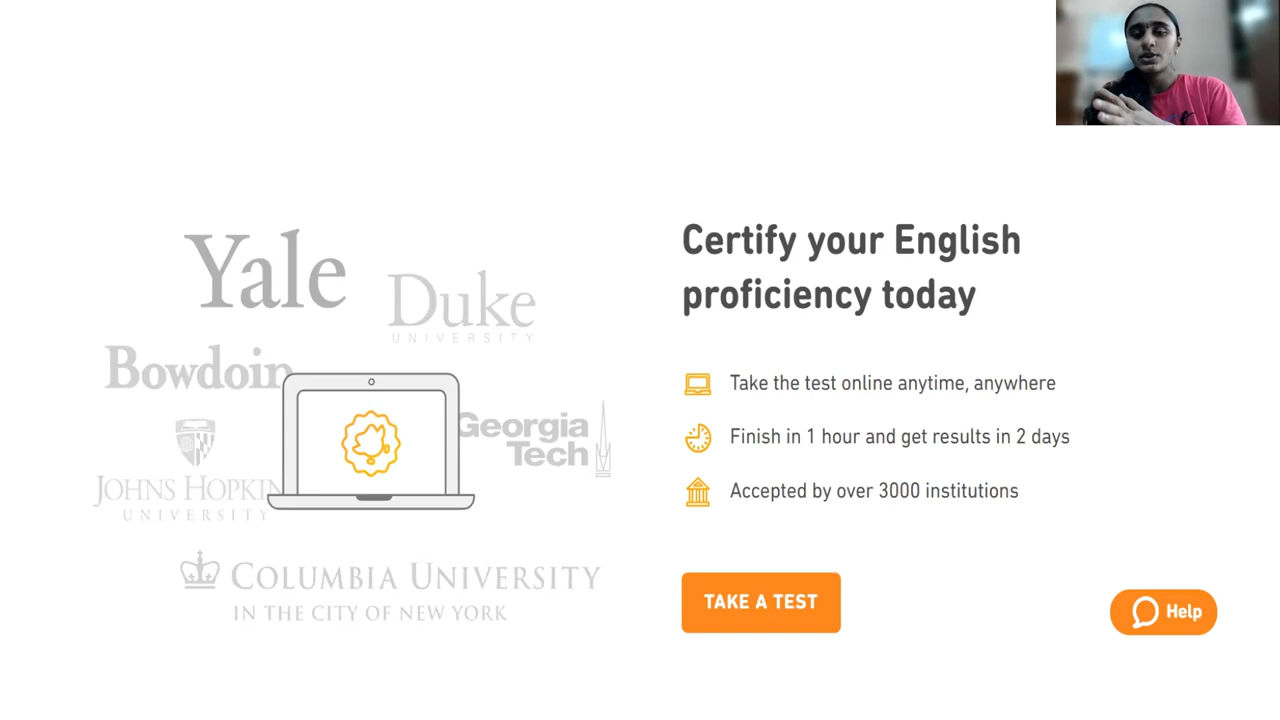 Yale
Duke
UNIVERSITY
Bowdoin
Georgia
Tech
JOHNS HOPKIN
UNIVERSITY
COLUMBIA UNIVERSITY
IN THE CITY OF NEW YORK
Certify your English
proficiency today
Take the test online anytime, anywhere
Finish in 1 hour and get results in 2 days
Accepted by over 3000 institutions
TAKE A TEST
Help